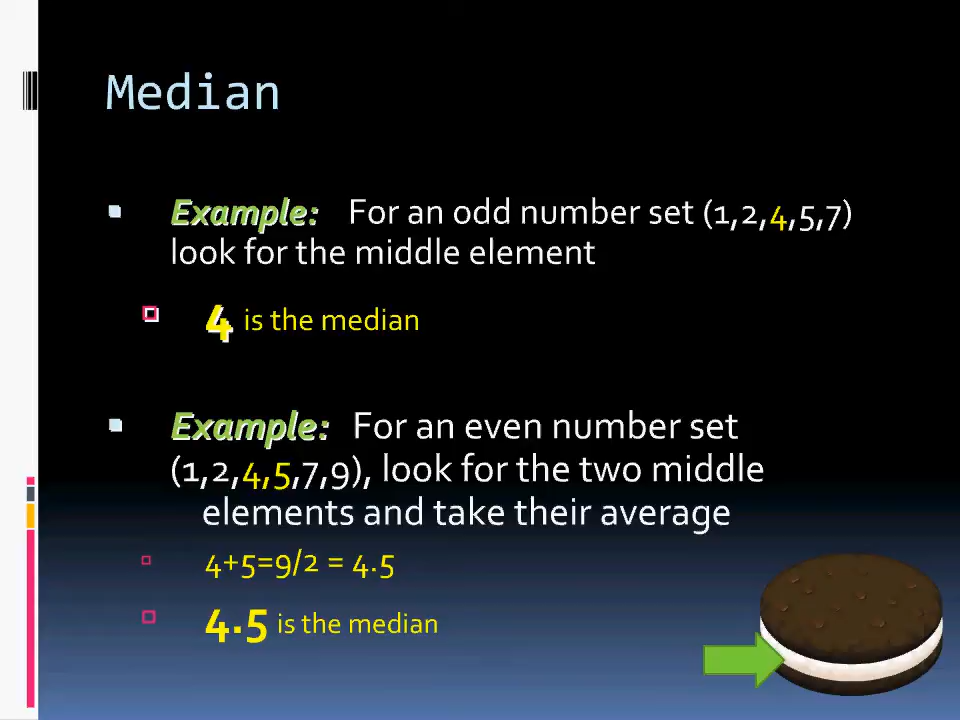 Median
Example: For an odd number set (1,2,4,5,7)
look for the middle element
4 is the median
Example: For an even number set
(1,2,4,5,7,9), look for the two middle
elements and take their average
4+5=9/2 = 4.5
4.5 is the median